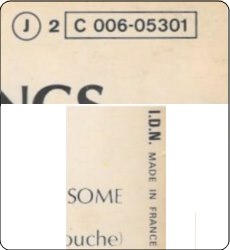 J 2 C 006-05301
NGS
I.D.N. MADE IN FRANCE
SOME
ouche)